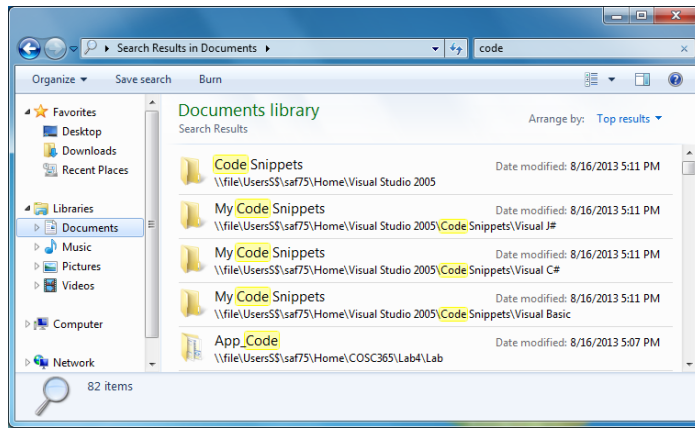 Search Results in Documents
code
Organize
Save search
Burn
Favorites
Desktop
Downloads
Recent Places
Libraries
Documents
Music
Pictures
Videos
Computer
Network
Documents library
Search Results
Arrange by: Top results
Code Snippets
Date modified: 8/16/2013 5:11 PM
\\file\UsersS$\saf75\Home\Visual Studio 2005
My Code Snippets
Date modified: 8/16/2013 5:11 PM
\\file\UsersS$\saf75\Home\Visual Studio 2005\Code Snippets\Visual J#
My Code Snippets
Date modified: 8/16/2013 5:11 PM
\\file\UsersS$\saf75\Home\Visual Studio 2005\Code Snippets\Visual C#
My Code Snippets
Date modified: 8/16/2013 5:11 PM
\\file\UsersS$\saf75\Home\Visual Studio 2005\Code Snippets\Visual Basic
App_Code
Date modified: 8/16/2013 5:07 PM
\\file\UsersS$\saf75\Home\COSC365\Lab4\Lab
82 items